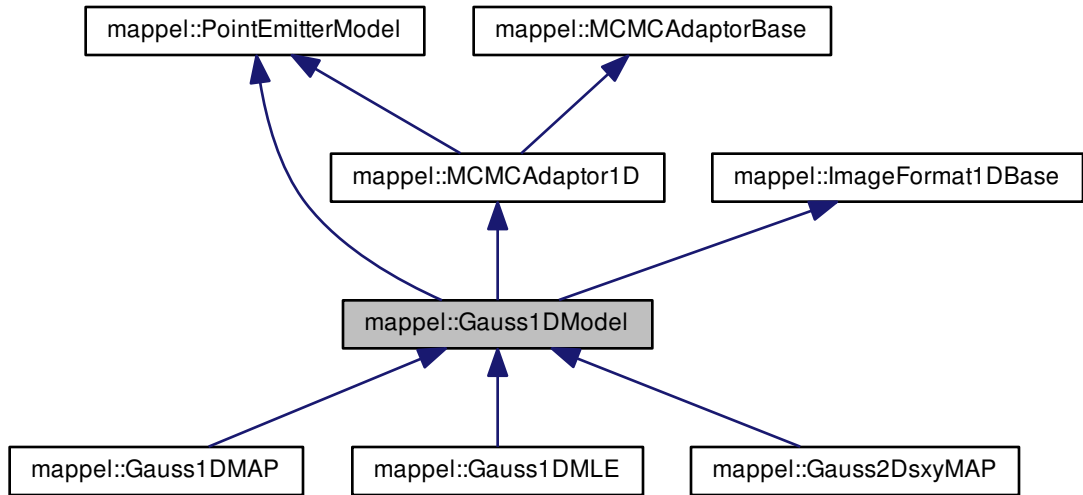 mappel::PointEmitterModel
mappel::MCMCAdaptorBase
mappel::MCMCAdaptor1D
mappel::ImageFormat1DBase
mappel::Gauss1DModel
mappel::Gauss1DMAP
mappel::Gauss1DMLE
mappel::Gauss2DsxyMAP